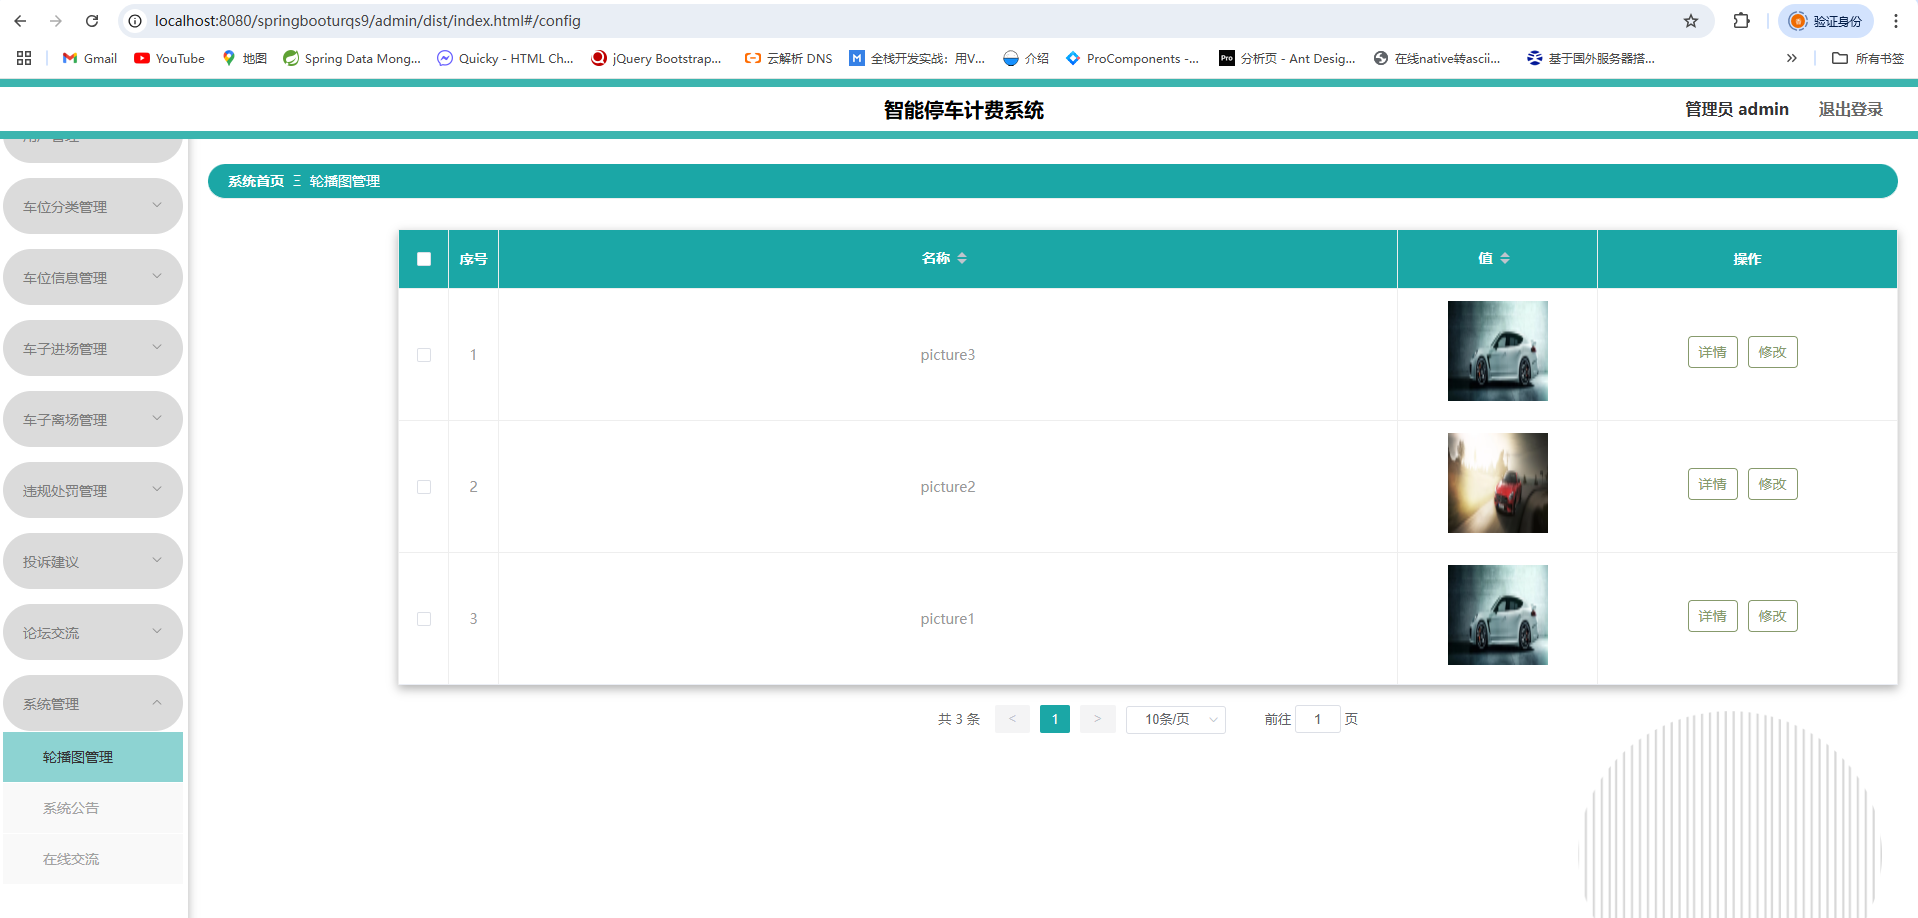 localhost:8080/springbooturqs9/admin/dist/index.html#/config
验证身份
Gmail
YouTube
地图
Spring Data Mong...
Quicky - HTML Ch...
jQuery Bootstrap...
云解析 DNS
全栈开发实战：用V...
介绍
ProComponents -...
Pro
分析页 - Ant Desig...
在线native转ascii...
基于国外服务器搭...
所有书签
智能停车计费系统
管理员 admin
退出登录
用户管理
车位分类管理
车位信息管理
车子进场管理
车子离场管理
违规处罚管理
投诉建议
论坛交流
系统管理
轮播图管理
系统公告
在线交流
系统首页 轮播图管理
序号 名称 值 操作
1 picture3 详情 修改
2 picture2 详情 修改
3 picture1 详情 修改
共 3 条 < 1 > 10条/页 前往 1 页